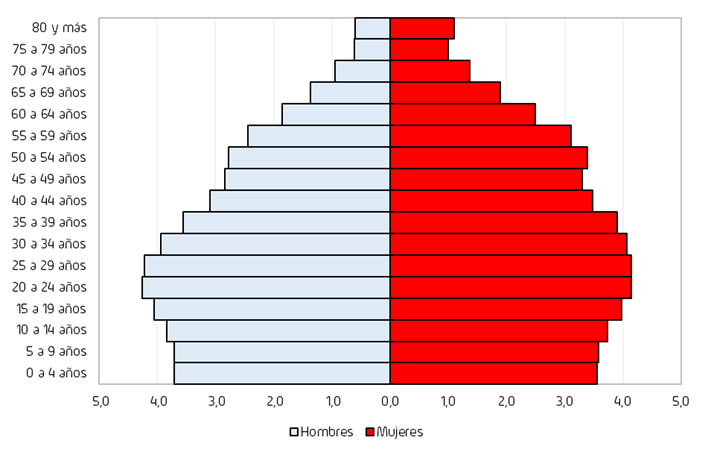 80 y más
75 a 79 años
70 a 74 años
65 a 69 años
60 a 64 años
55 a 59 años
50 a 54 años
45 a 49 años
40 a 44 años
35 a 39 años
30 a 34 años
25 a 29 años
20 a 24 años
15 a 19 años
10 a 14 años
5 a 9 años
0 a 4 años
5,0 4,0 3,0 2,0 1,0 0,0 1,0 2,0 3,0 4,0 5,0
Hombres Mujeres